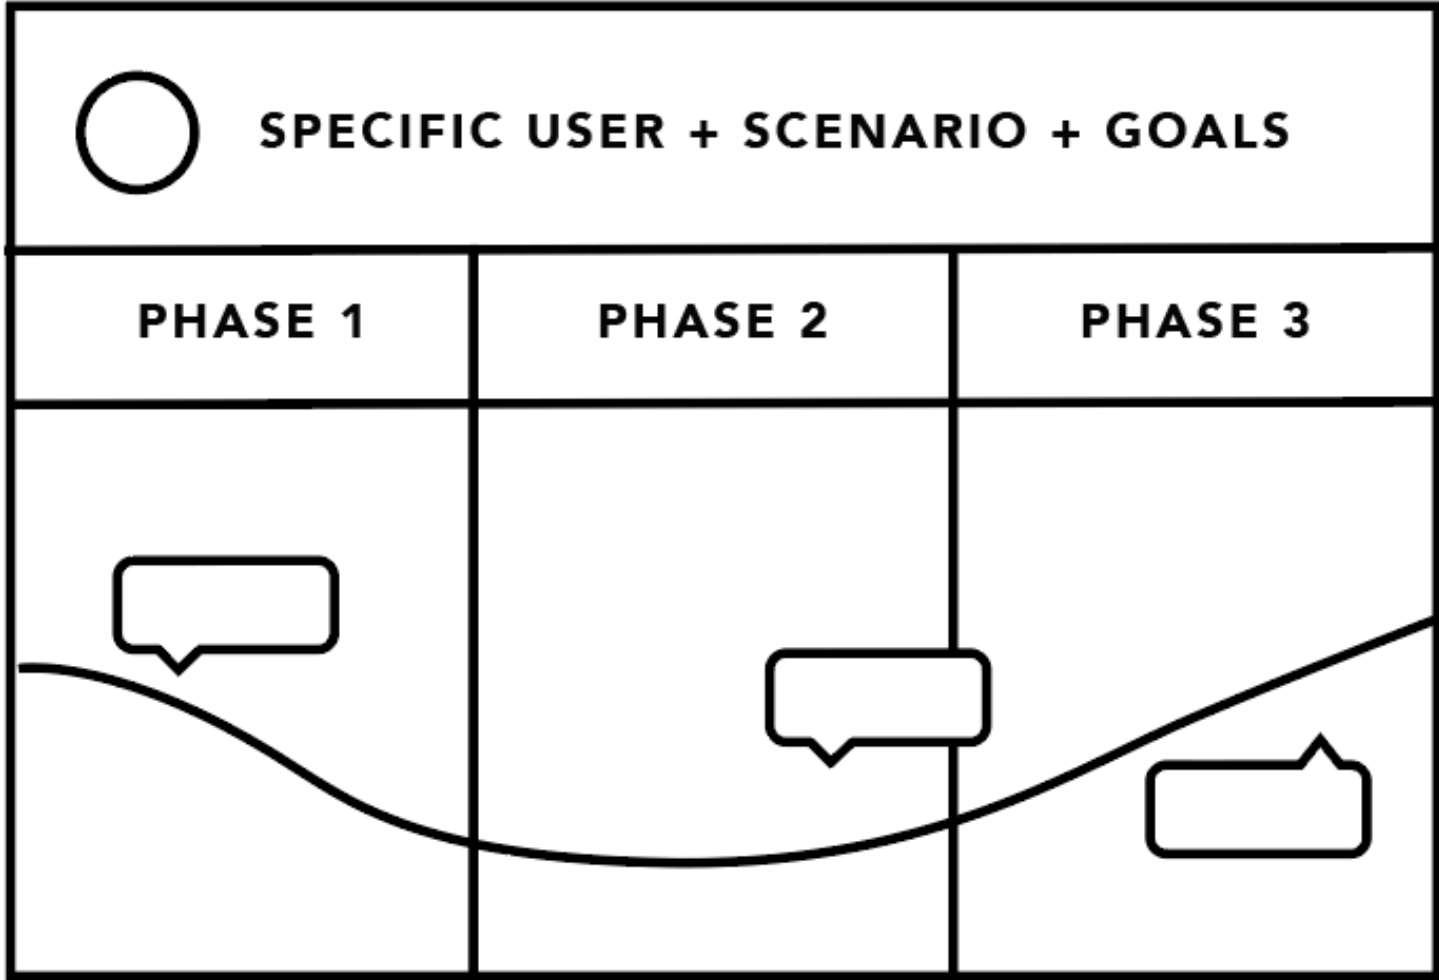 SPECIFIC USER + SCENARIO + GOALS
PHASE 1
PHASE 2
PHASE 3